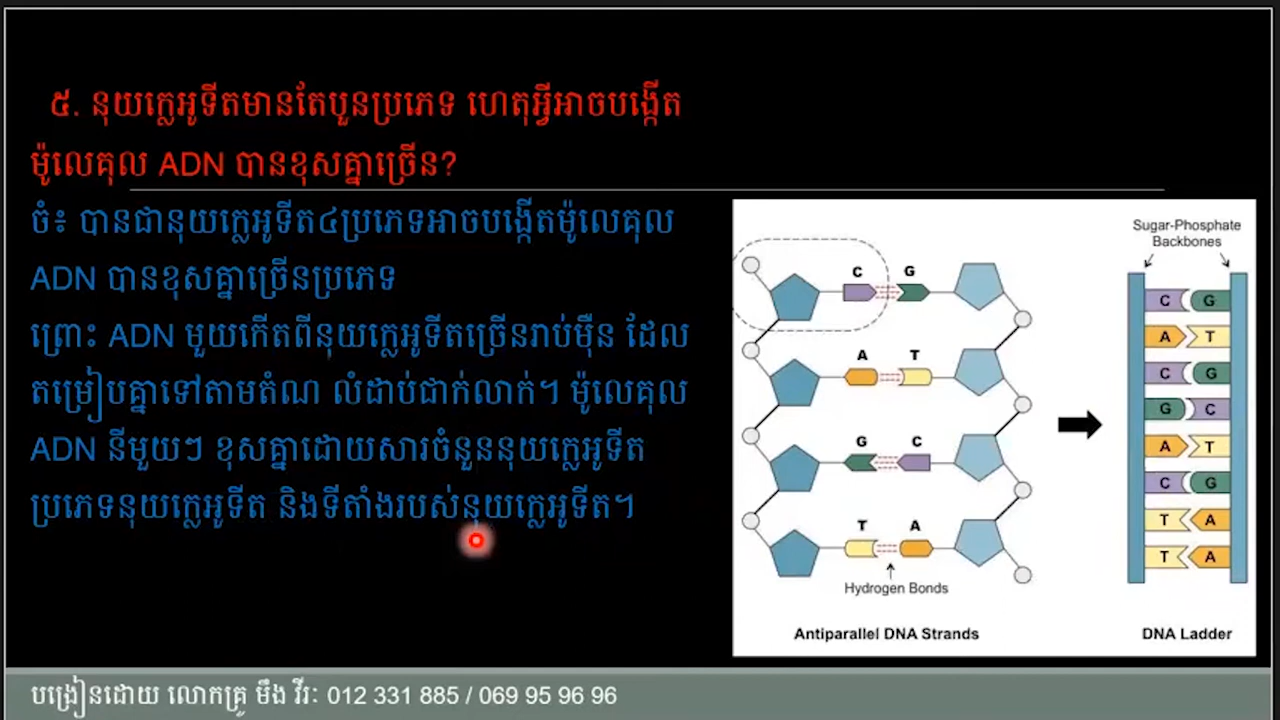 ៥. នុយក្លេអូទីតមានតែបួនប្រភេទ ហេតុអ្វីអាចបង្កើត
ម៉ូលេគុល ADN បានខុសគ្នាច្រើន?
ចំ៖ បានជានុយក្លេអូទីត៤ប្រភេទអាចបង្កើតម៉ូលេគុល
ADN បានខុសគ្នាច្រើនប្រភេទ
ព្រោះ ADN មួយកើតពីនុយក្លេអូទីតច្រើនរាប់ម៉ឺន ដែល
តម្រៀបគ្នាទៅតាមតំណ លំដាប់ជាក់លាក់។ ម៉ូលេគុល
ADN នីមួយៗ ខុសគ្នាដោយសារចំនួននុយក្លេអូទីត
ប្រភេទនុយក្លេអូទីត និងទីតាំងរបស់នុយក្លេអូទីត។
C G
A T
G C
T A
Hydrogen Bonds
Antiparallel DNA Strands
Sugar-Phosphate
Backbones
C G
A T
C G
G C
A T
C G
T A
T A
DNA Ladder
បង្រៀនដោយ លោកគ្រូ ម៉ឹង វីរៈ 012 331 885 / 069 95 96 96